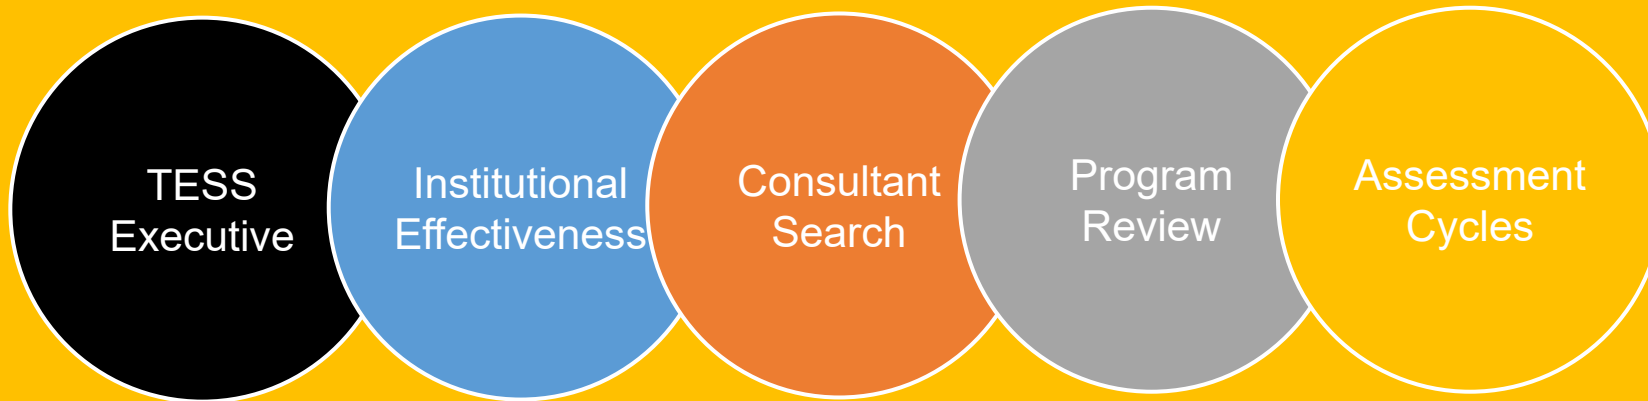 TESS
Executive
Institutional
Effectiveness
Consultant
Search
Program
Review
Assessment
Cycles